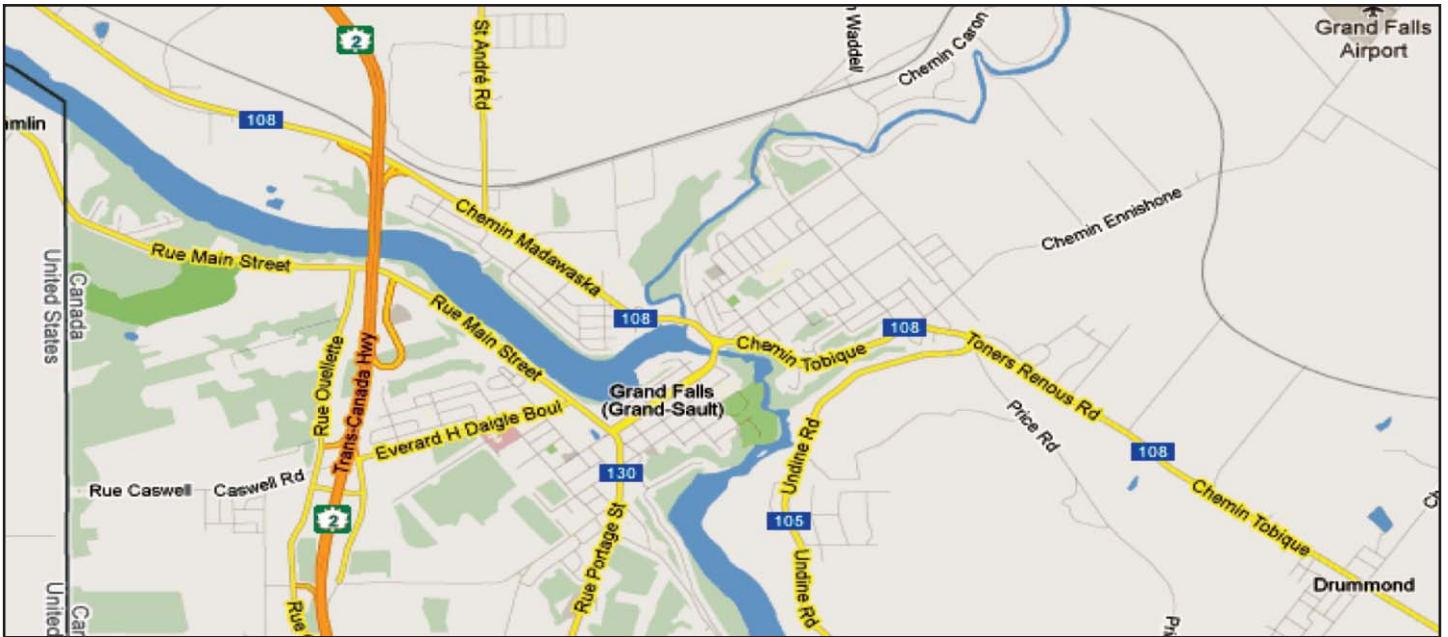 2
St André Rd
n Waddell
Chemin Caron
Grand Falls
Airport
108
amlin
Chemin Madawaska
Chemin Ennishone
Rue Main Street
Canada
United States
Rue Main Street
108
108
Chemin Tobique
Toners Renous Rd
Rue Ouellette
Trans-Canada Hwy
Grand Falls
(Grand-Sault)
Everard H Daigle Boul
Price Rd
Undine Rd
108
130
Rue Caswell
Caswell Rd
2
Chemin Tobique
105
Rue Portage St
Undine Rd
Drummond
Can
United
Rue
Pri